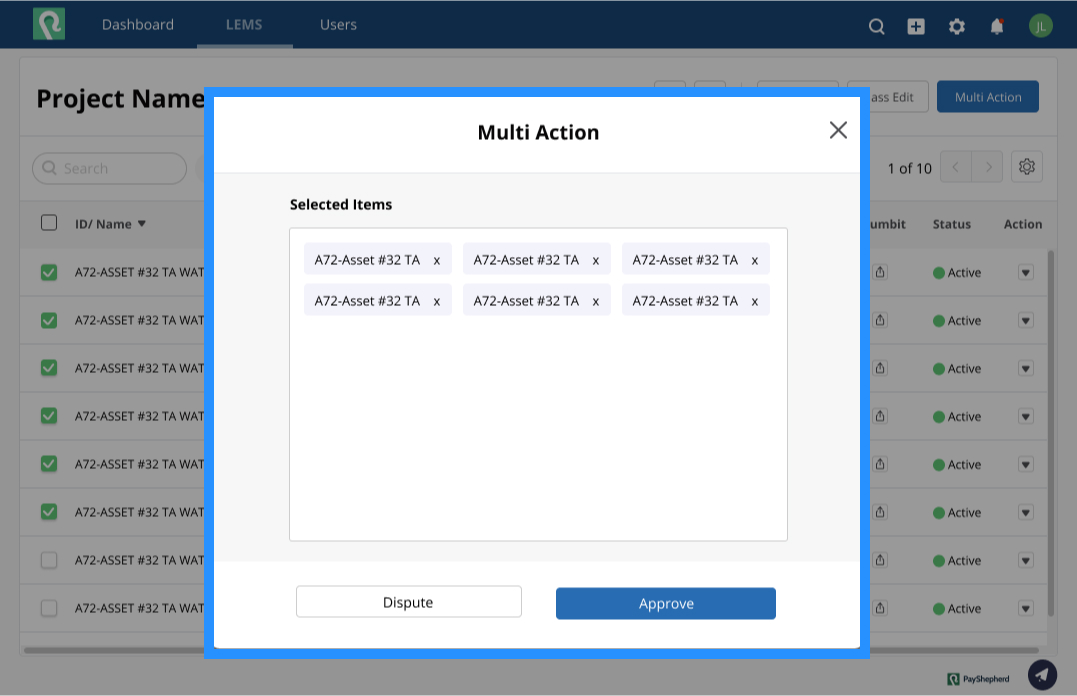 Dashboard LEMS Users JL
Project Name ass Edit Multi Action
Multi Action
Search 1 of 10
Selected Items
ID/ Name ▼ Status Action
A72-Asset #32 TA x A72-Asset #32 TA x A72-Asset #32 TA x
A72-Asset #32 TA x A72-Asset #32 TA x A72-Asset #32 TA x
A72-ASSET #32 TA WAT Active
A72-ASSET #32 TA WAT Active
A72-ASSET #32 TA WAT Active
A72-ASSET #32 TA WAT Active
A72-ASSET #32 TA WAT Active
A72-ASSET #32 TA WAT Active
A72-ASSET #32 TA WAT Active
A72-ASSET #32 TA WAT Active
Dispute Approve
PayShepherd